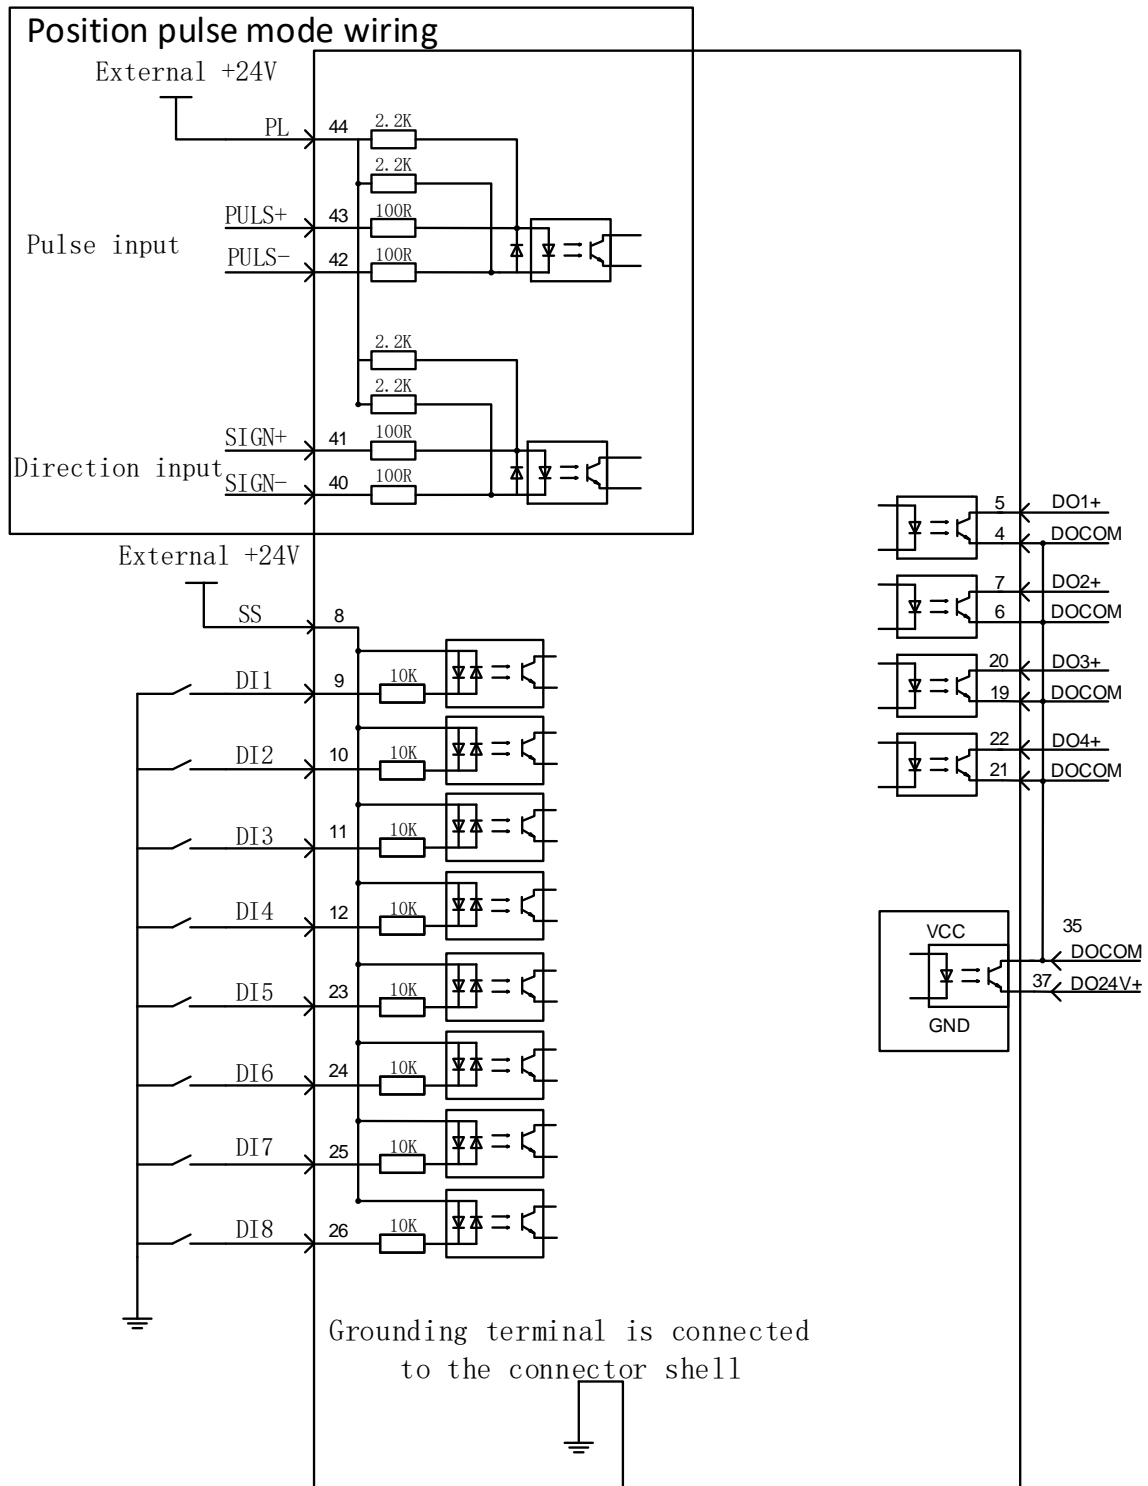 Position pulse mode wiring
External +24V
PL 44 2.2K
2.2K
PULS+ 43 100R
Pulse input
PULS- 42 100R
2.2K
2.2K
SIGN+ 41 100R
Direction input
SIGN- 40 100R
External +24V
SS 8
DI1 9 10K
DI2 10 10K
DI3 11 10K
DI4 12 10K
DI5 23 10K
DI6 24 10K
DI7 25 10K
DI8 26 10K
5 DO1+
4 DOCOM
7 DO2+
6 DOCOM
20 DO3+
19 DOCOM
22 DO4+
21 DOCOM
VCC 35
DOCOM
37 DO24V+
GND
Grounding terminal is connected
to the connector shell